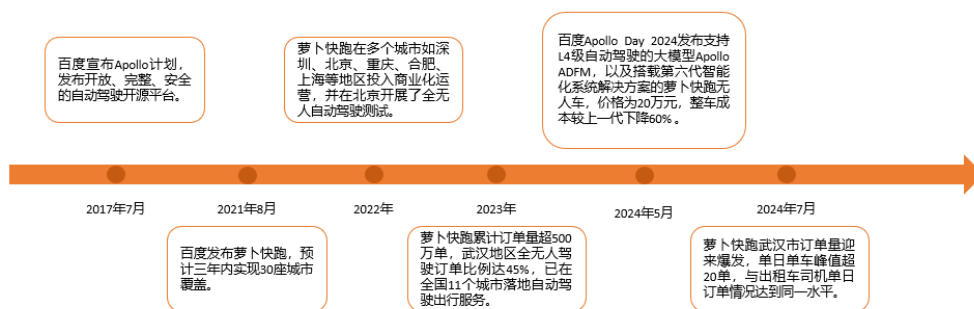 百度宣布Apollo计划,
发布开放、完整、安全
的自动驾驶开源平台。
萝卜快跑在多个城市如深
圳、北京、重庆、合肥、
上海等地区投入商业化运
营，并在北京开展了全无
人自动驾驶测试。
百度Apollo Day 2024发布支持
L4级自动驾驶的大模型Apollo
ADFM，以及搭载第六代智能
化系统解决方案的萝卜快跑无
人车，价格为20万元，整车成
本较上一代下降60%。
2017年7月
2021年8月
2022年
2023年
2024年5月
2024年7月
百度发布萝卜快跑，预
计三年内实现30座城市
覆盖。
萝卜快跑累计订单量超500
万单，武汉地区全无人驾
驶订单比例达45%，已在
全国11个城市落地自动驾
驶出行服务。
萝卜快跑武汉市订单量迎
来爆发，单日单车峰值超
20单，与出租车司机单日
订单情况达到同一水平。